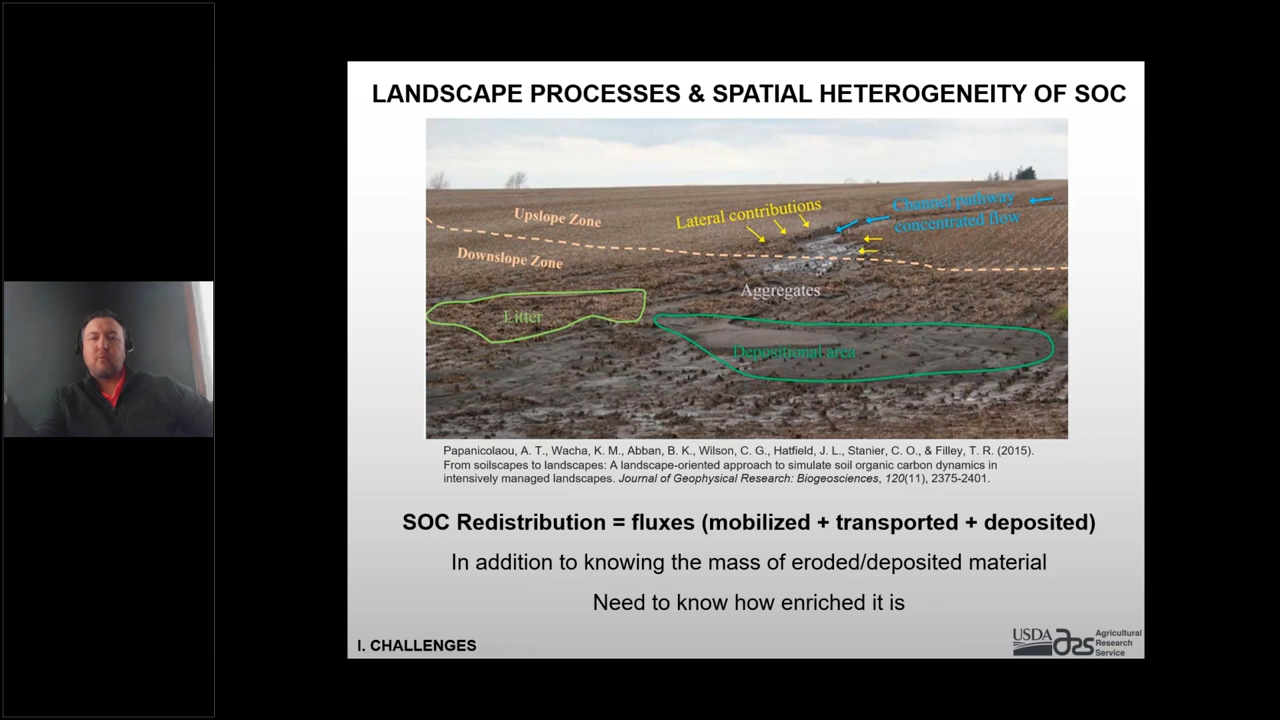 LANDSCAPE PROCESSES & SPATIAL HETEROGENEITY OF SOC
Upslope Zone
Lateral contributions
Channel pathway
concentrated flow
Downslope Zone
Aggregates
Litter
Depositional area
Papanicolaou, A. T., Wacha, K. M., Abban, B. K., Wilson, C. G., Hatfield, J. L., Stanier, C. O., & Filley, T. R. (2015).
From soilscapes to landscapes: A landscape-oriented approach to simulate soil organic carbon dynamics in
intensively managed landscapes. Journal of Geophysical Research: Biogeosciences, 120(11), 2375-2401.
SOC Redistribution = fluxes (mobilized + transported + deposited)
In addition to knowing the mass of eroded/deposited material
Need to know how enriched it is
I. CHALLENGES
USDA ars Agricultural
Research
Service